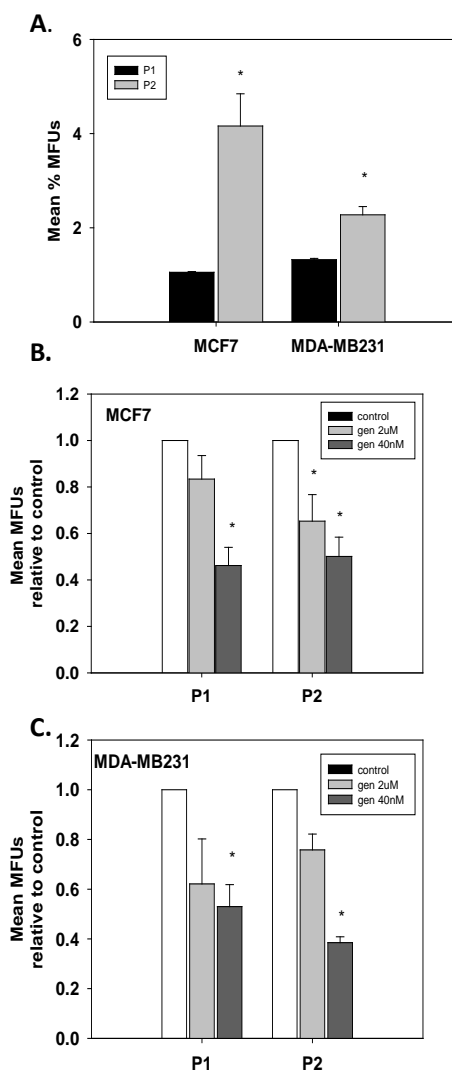 A.
6
4
2
0
Mean % MFUs
P1
P2
*
*
MCF7 MDA-MB231
B.
1.2
1.0
0.8
0.6
0.4
0.2
0.0
Mean MFUs
relative to control
MCF7
control
gen 2uM
gen 40nM
*
* *
P1 P2
C.
1.2
1.0
0.8
0.6
0.4
0.2
0.0
Mean MFUs
relative to control
MDA-MB231
control
gen 2uM
gen 40nM
*
*
P1 P2